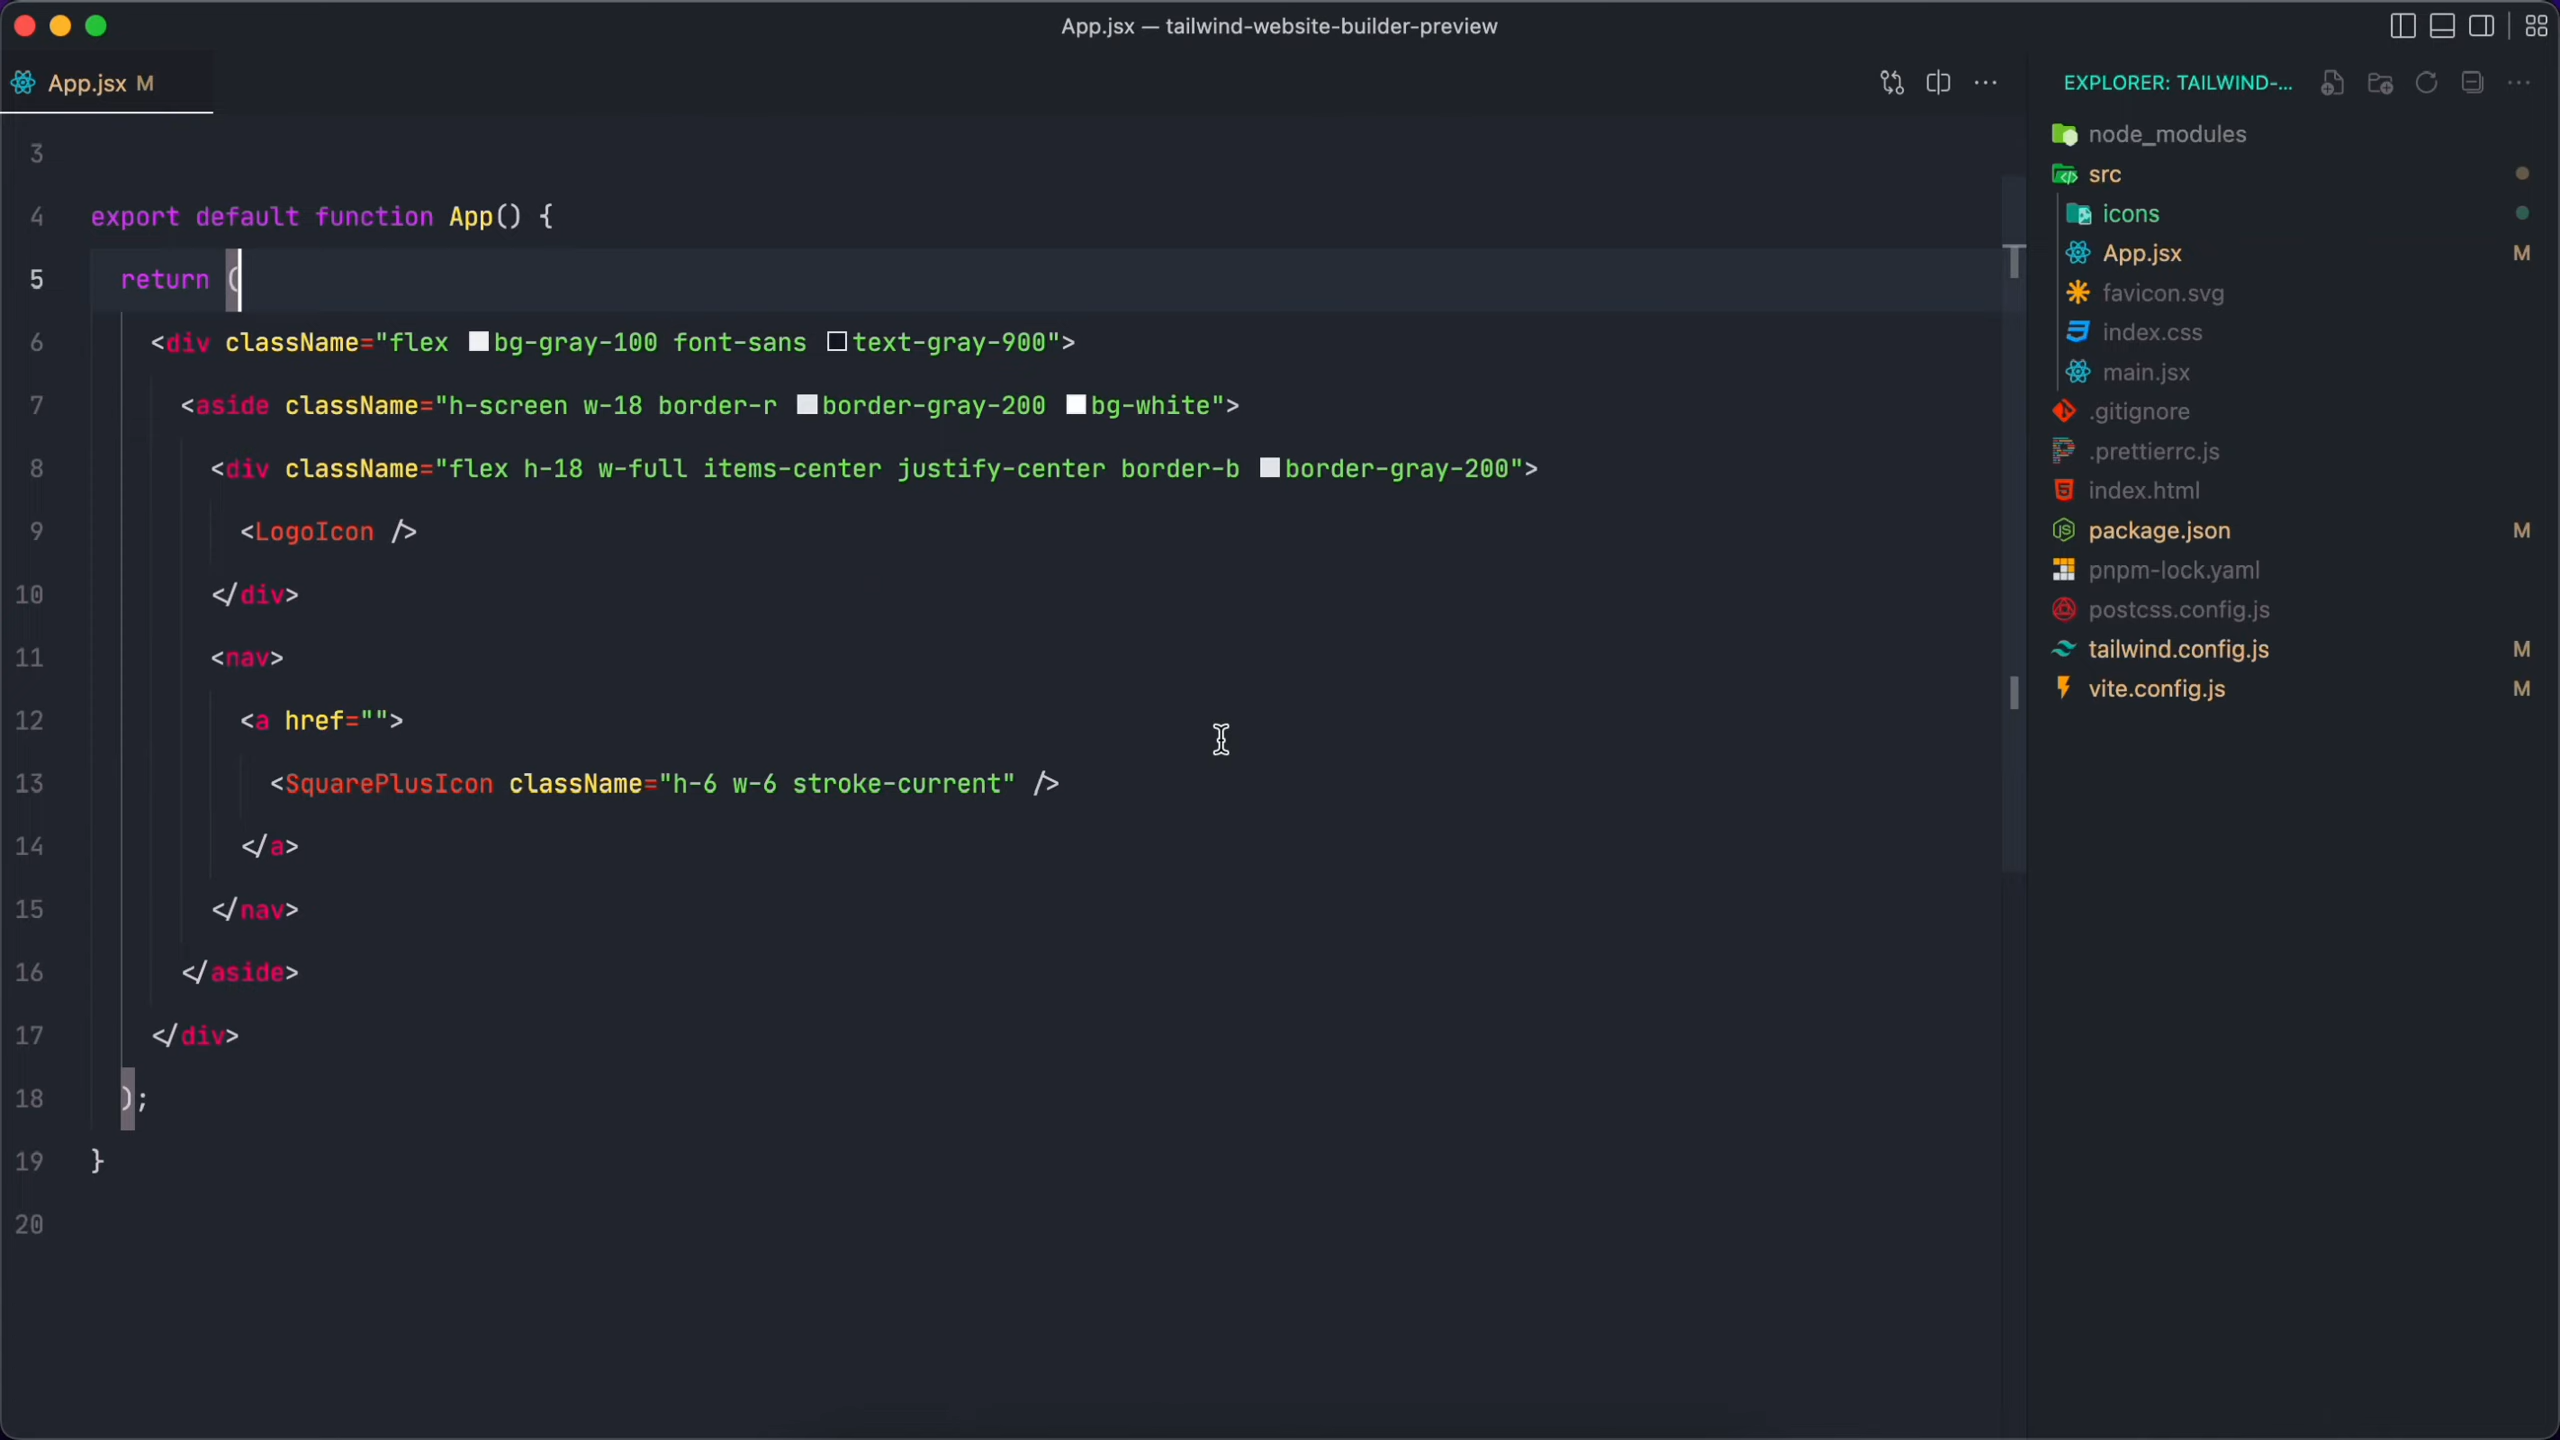 App.jsx — tailwind-website-builder-preview
App.jsx M
3
4 export default function App() {
5 return (
6 <div className="flex bg-gray-100 font-sans text-gray-900">
7 <aside className="h-screen w-18 border-r border-gray-200 bg-white">
8 <div className="flex h-18 w-full items-center justify-center border-b border-gray-200">
9 <LogoIcon />
10 </div>
11 <nav>
12 <a href="">
13 <SquarePlusIcon className="h-6 w-6 stroke-current" />
14 </a>
15 </nav>
16 </aside>
17 </div>
18 );
19 }
20
EXPLORER: TAILWIND-...
node_modules
src
icons
App.jsx M
favicon.svg
index.css
main.jsx
.gitignore
.prettierrc.js
index.html
package.json M
pnpm-lock.yaml
postcss.config.js
tailwind.config.js M
vite.config.js M